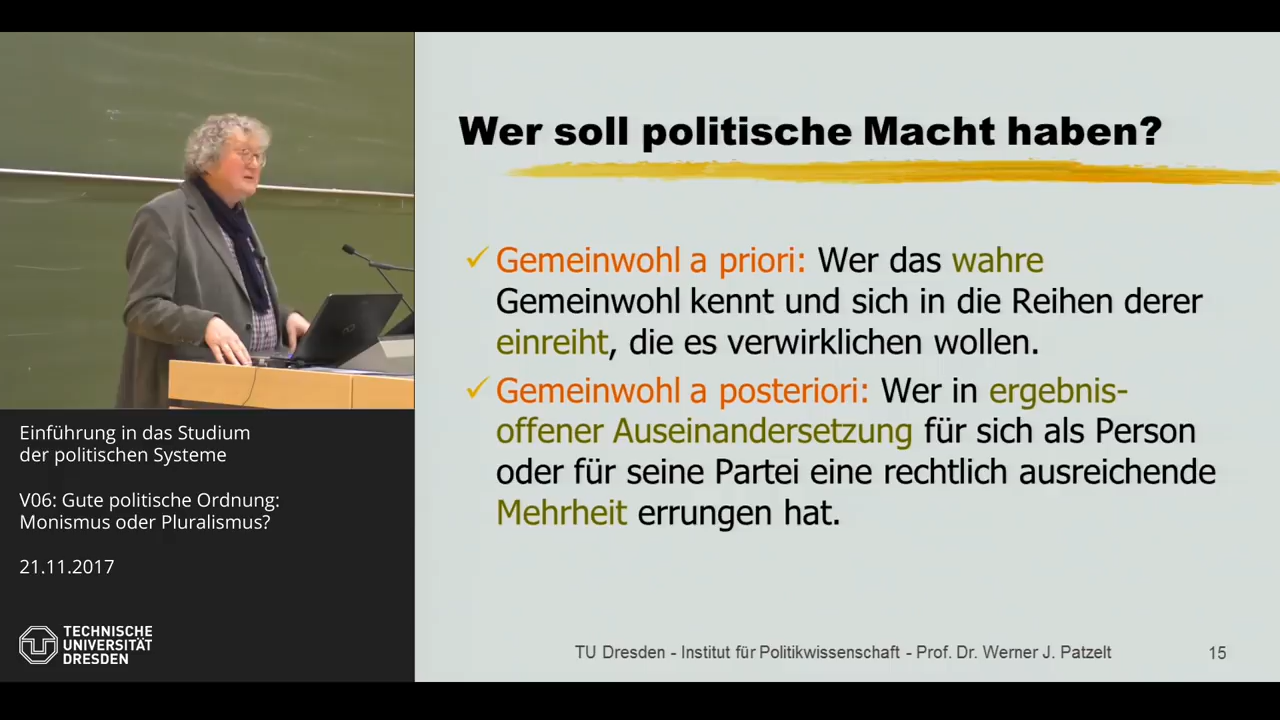 Wer soll politische Macht haben?
Gemeinwohl a priori: Wer das wahre
Gemeinwohl kennt und sich in die Reihen derer
einreiht, die es verwirklichen wollen.
Gemeinwohl a posteriori: Wer in ergebnis-
offener Auseinandersetzung für sich als Person
oder für seine Partei eine rechtlich ausreichende
Mehrheit errungen hat.
TU Dresden - Institut für Politikwissenschaft - Prof. Dr. Werner J. Patzelt
15
Einführung in das Studium
der politischen Systeme
V06: Gute politische Ordnung:
Monismus oder Pluralismus?
21.11.2017
TECHNISCHE
UNIVERSITÄT
DRESDEN